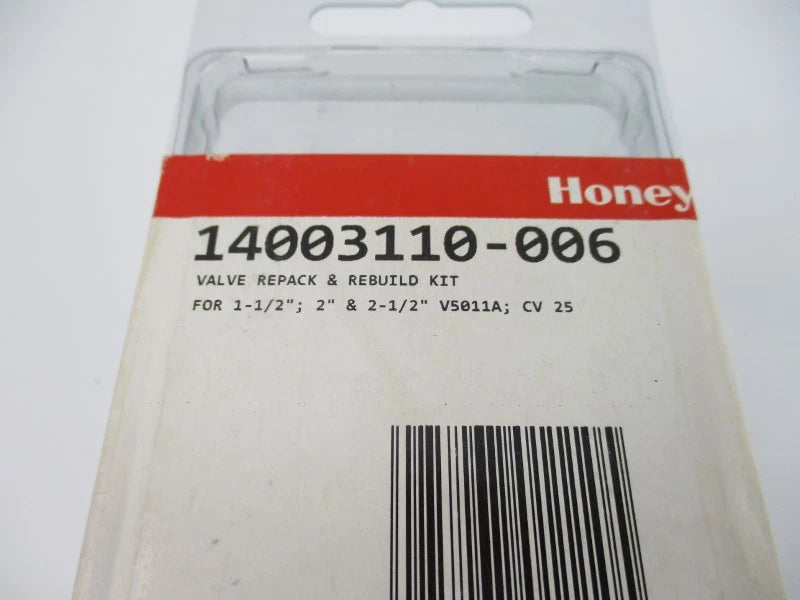 Honey
14003110-006
VALVE REPACK & REBUILD KIT
FOR 1-1/2"; 2" & 2-1/2" V5011A; CV 25